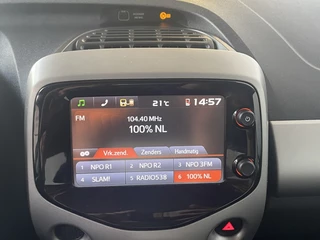 21°C 14:57
FM
104.40 MHz
100% NL
Vrk.zend. Zenders Handmatig
1 NPO R1 2 NPO R2 3 NPO 3FM
4 SLAM! 5 RADIO538 6 100% NL